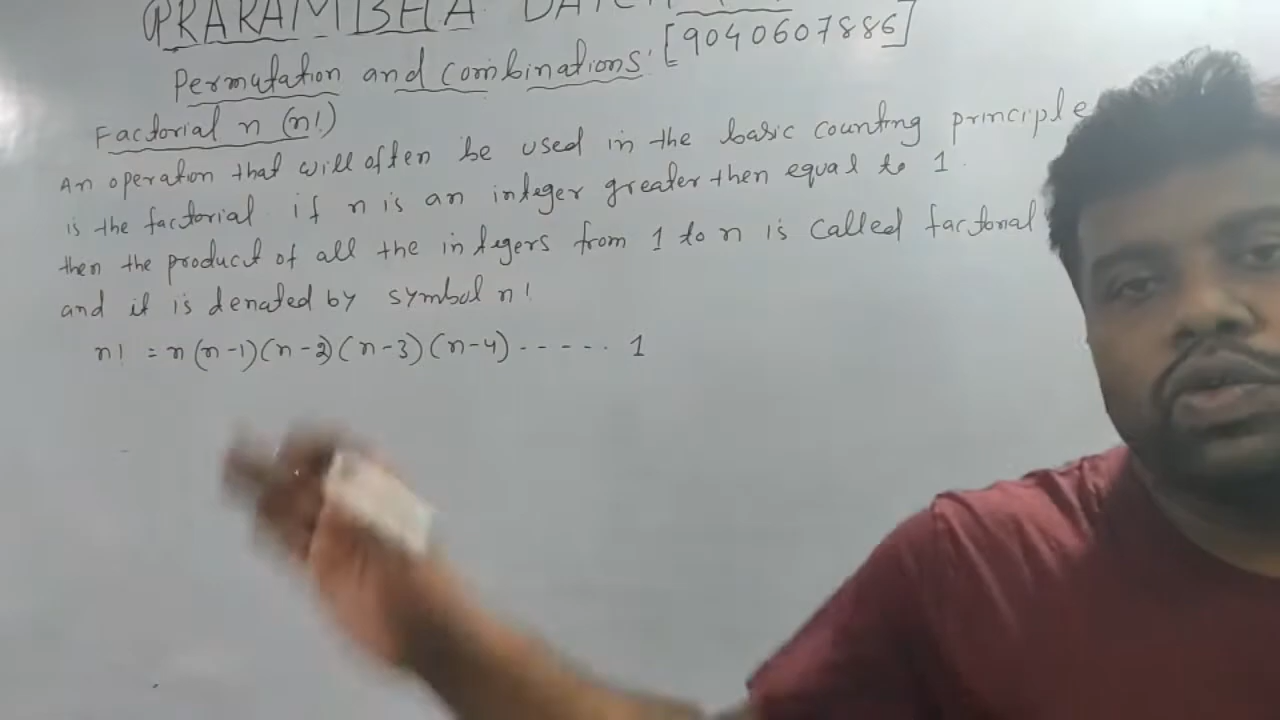 PRARAMBHA BATCH
Permutation and combinations: [9040607886]
Factorial n (n!)
An operation that will often be used in the basic counting principle
is the factorial if n is an integer greater then equal to 1.
then the product of all the integers from 1 to n is called factorial
and it is denated by symbol n!
n! = n(n-1)(n-2)(n-3)(n-4)------ 1